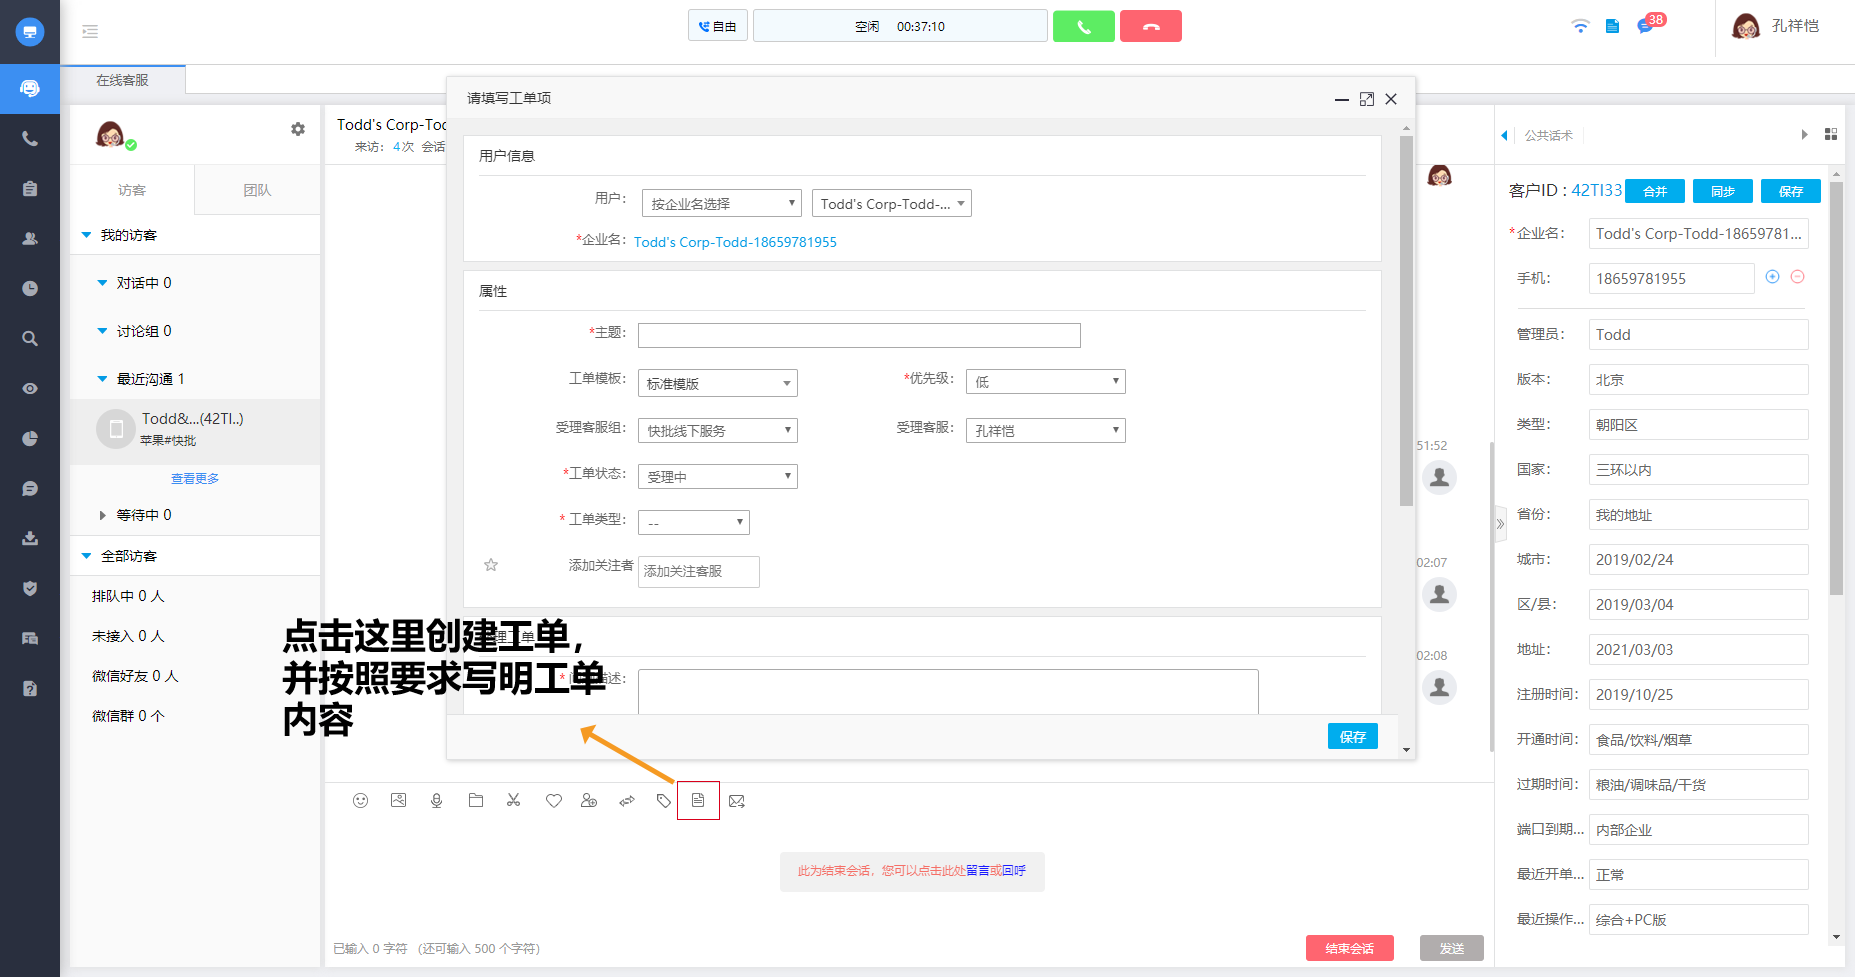 自由
空闲 00:37:10
38
孔祥恺
在线客服
请填写工单项
Todd's Corp-Tod
来访: 4次 会话
公共话术
用户信息
访客
团队
用户:
按企业名选择
Todd's Corp-Todd-...
*企业名:
Todd's Corp-Todd-18659781955
客户ID : 42TI33
合并
同步
保存
我的访客
*企业名:
Todd's Corp-Todd-18659781...
对话中 0
属性
手机:
18659781955
讨论组 0
*主题:
管理员:
Todd
最近沟通 1
工单模板:
标准模版
*优先级:
低
版本:
北京
Todd&...(42TI..)
苹果#快批
受理客服组:
快批线下服务
受理客服:
孔祥恺
类型:
朝阳区
51:52
查看更多
*工单状态:
受理中
国家:
三环以内
等待中 0
* 工单类型:
--
省份:
我的地址
全部访客
添加关注者
添加关注客服
02:07
城市:
2019/02/24
排队中 0 人
区/县:
2019/03/04
未接入 0 人
点击这里创建工单,
并按照要求写明工单
内容
理工单
02:08
地址:
2021/03/03
微信好友 0 人
*
述:
注册时间:
2019/10/25
微信群 0 个
保存
开通时间:
食品/饮料/烟草
过期时间:
粮油/调味品/干货
端口到期...
内部企业
此为结束会话，您可以点击此处留言或回呼
最近开单...
正常
最近操作...
综合+PC版
已输入 0 字符 (还可输入 500 个字符)
结束会话
发送